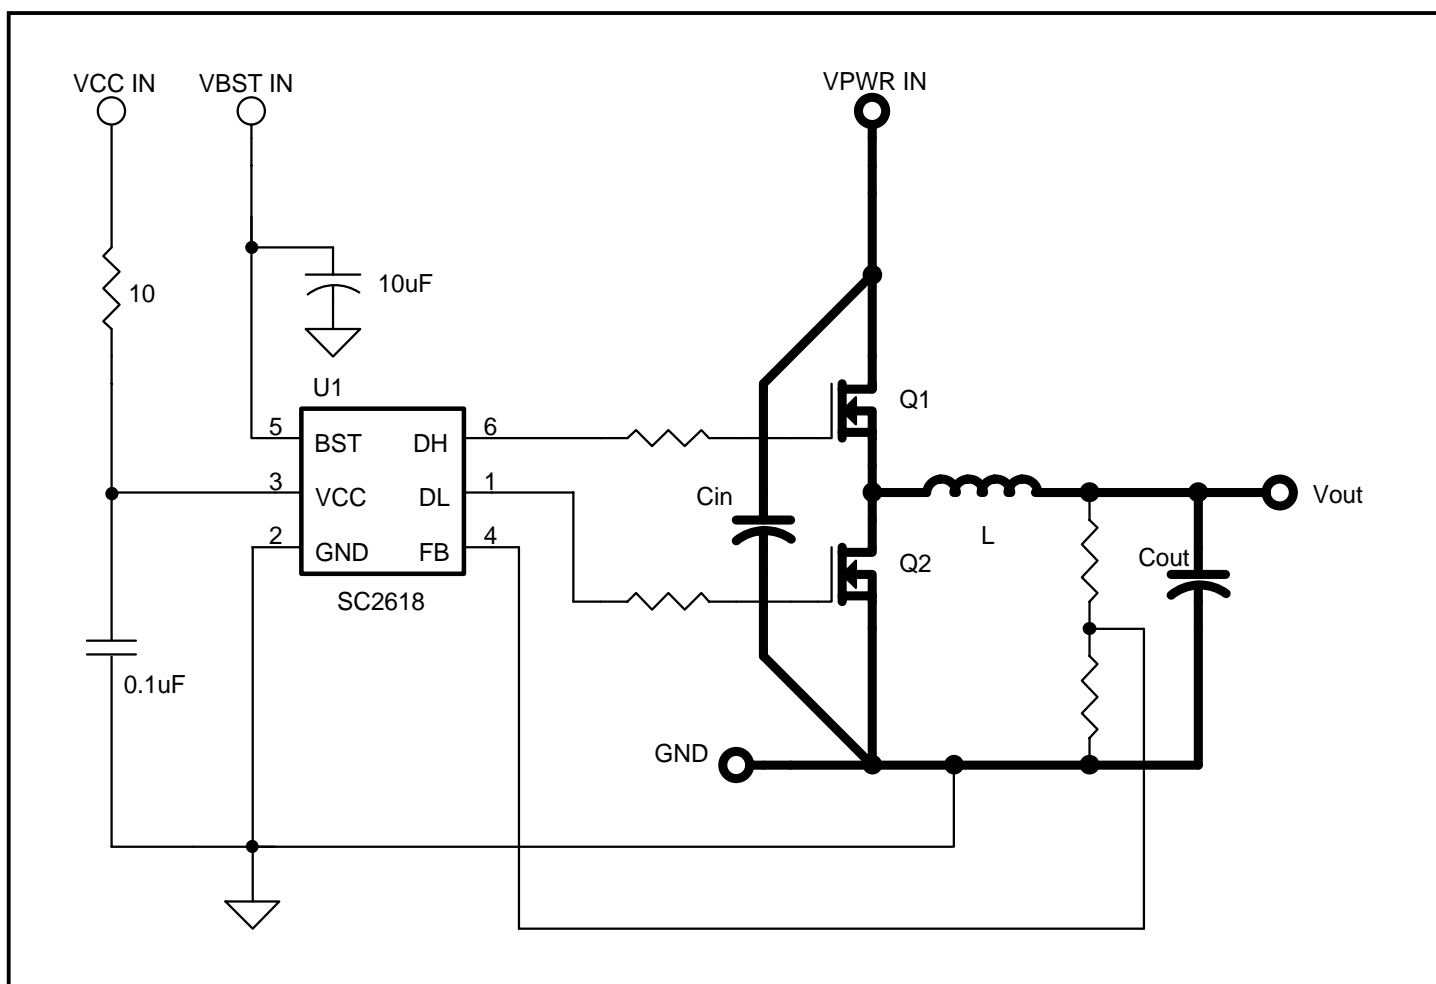 VCC IN
VBST IN
VPWR IN
10
10uF
U1
Q1
5
BST
DH
6
3
VCC
DL
1
Cin
Vout
2
GND
FB
4
L
Q2
Cout
SC2618
0.1uF
GND